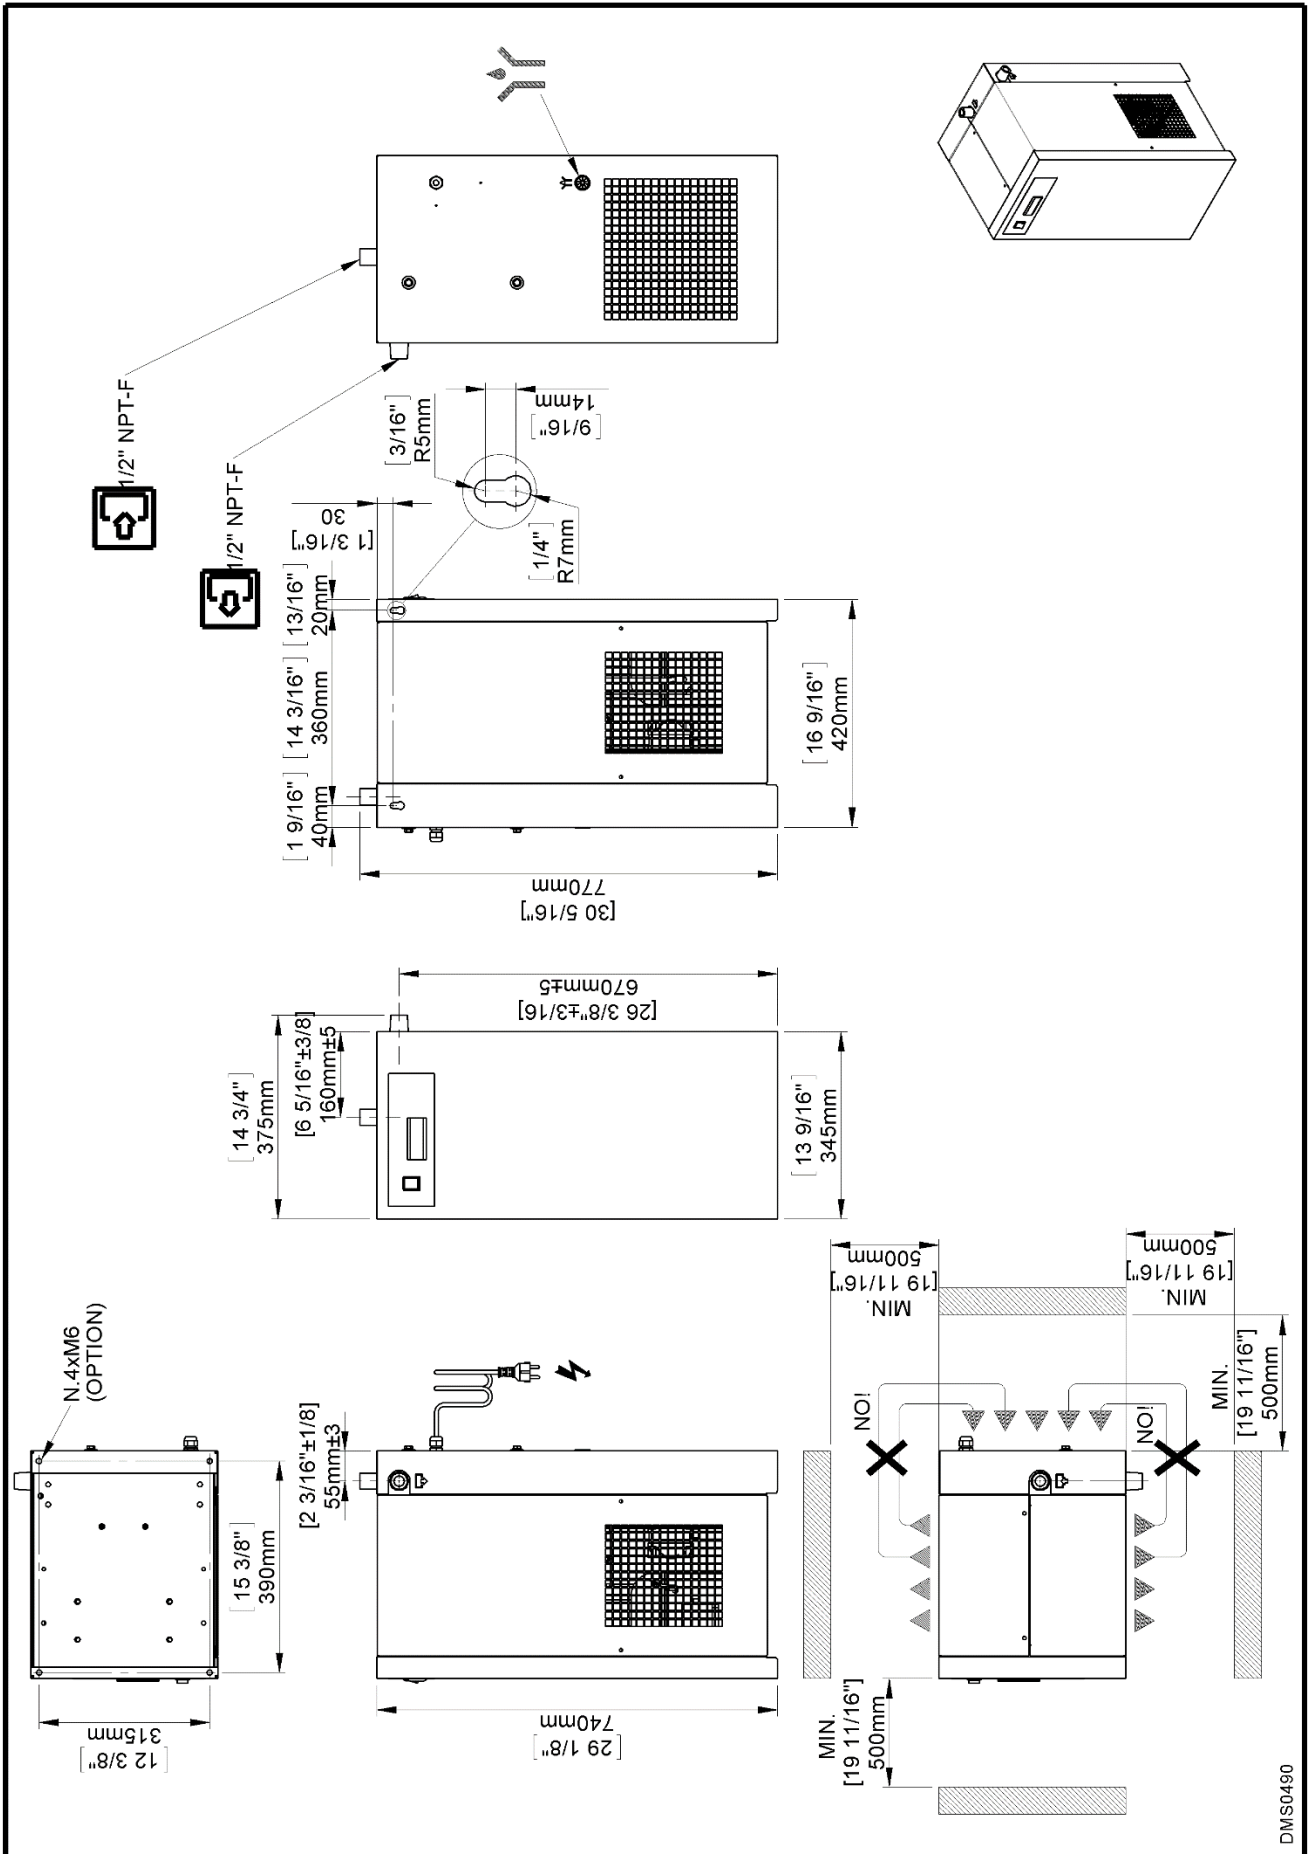 1/2" NPT-F
1/2" NPT-F
[ 3/16" ]
R5mm
14mm
[ 9/16" ]
[ 1/4" ]
R7mm
30
[1 3/16"]
[ 13/16" ]
20mm
[ 14 3/16" ]
360mm
[ 1 9/16" ]
40mm
[ 16 9/16" ]
420mm
770mm
[30 5/16"]
670mm±5
[26 3/8"±3/16]
[6 5/16"±3/8]
160mm±5
[ 14 3/4" ]
375mm
[ 13 9/16" ]
345mm
N.4xM6
(OPTION)
[ 15 3/8" ]
390mm
315mm
[ 12 3/8" ]
[2 3/16"±1/8]
55mm±3
740mm
[ 29 1/8" ]
500mm
[19 11/16"]
MIN.
500mm
[19 11/16"]
MIN.
MIN.
[19 11/16"]
500mm
NO!
NO!
MIN.
[19 11/16"]
500mm
DMS0490